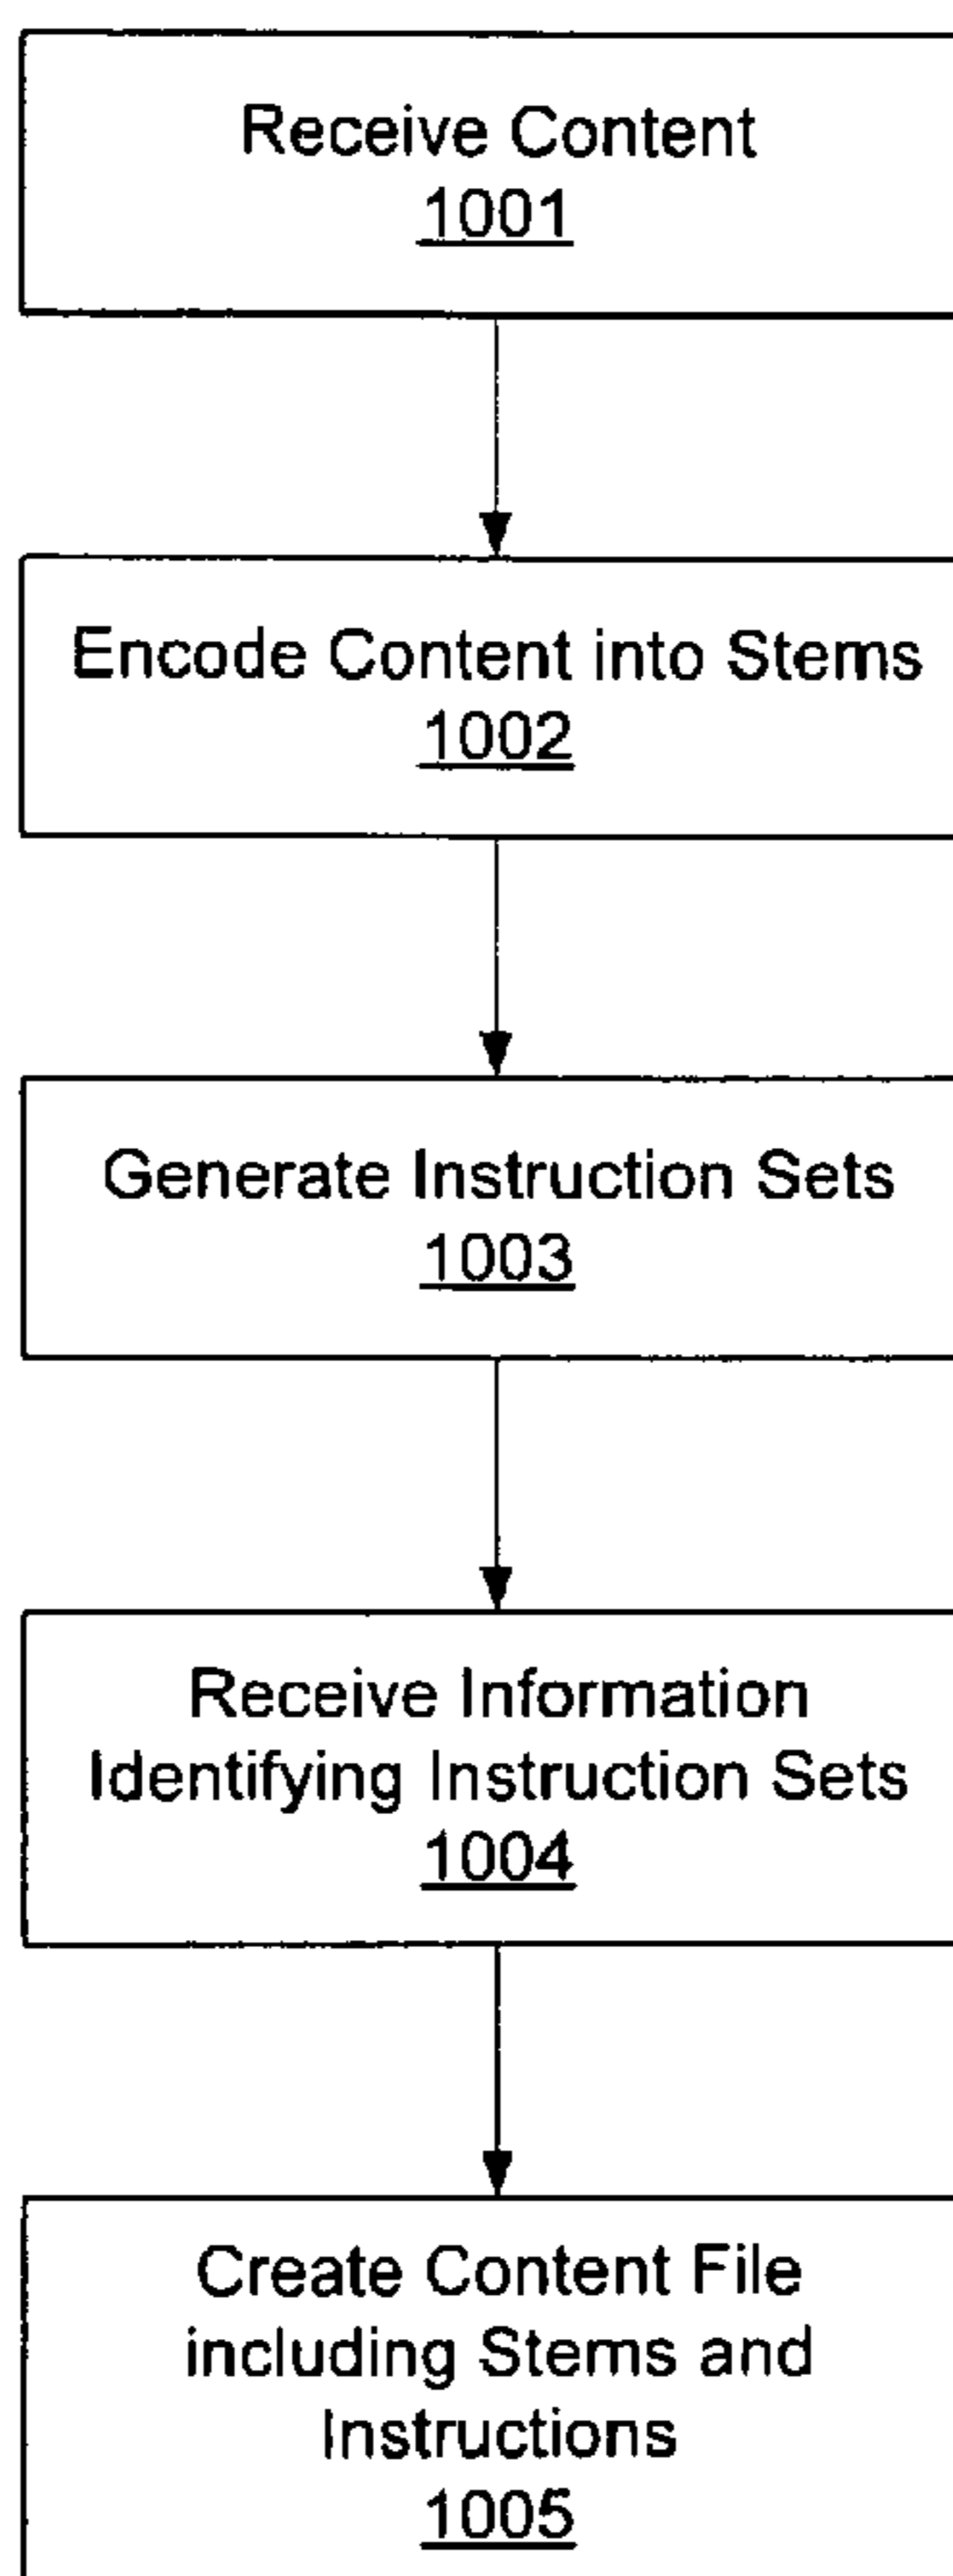 Receive Content
1001
Encode Content into Stems
1002
Generate Instruction Sets
1003
Receive Information
Identifying Instruction Sets
1004
Create Content File
including Stems and
Instructions
1005